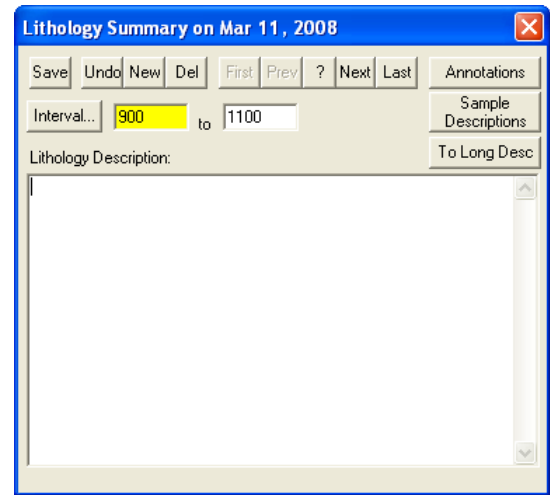 Lithology Summary on Mar 11, 2008
Save Undo New Del First Prev ? Next Last Annotations
Interval... 900 to 1100 Sample Descriptions
Lithology Description: To Long Desc